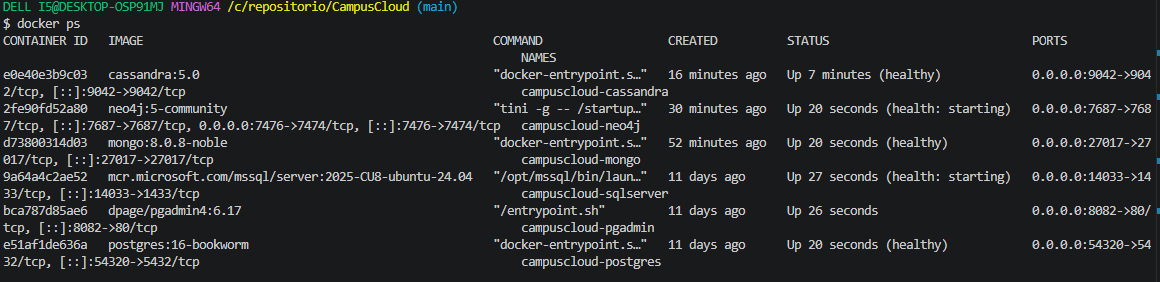 DELL I5@DESKTOP-OSP91MJ MINGW64 /c/repositorio/CampusCloud (main)
$ docker ps
CONTAINER ID   IMAGE                                        COMMAND                  CREATED          STATUS                             PORTS
                                                                NAMES
e0e40e3b9c03   cassandra:5.0                                "docker-entrypoint.s…"   16 minutes ago   Up 7 minutes (healthy)             0.0.0.0:9042->904
2/tcp, [::]:9042->9042/tcp                                      campuscloud-cassandra
2fe90fd52a80   neo4j:5-community                            "tini -g -- /startup…"   30 minutes ago   Up 20 seconds (health: starting)   0.0.0.0:7687->768
7/tcp, [::]:7687->7687/tcp, 0.0.0.0:7476->7474/tcp, [::]:7476->7474/tcp   campuscloud-neo4j
d73800314d03   mongo:8.0.8-noble                            "docker-entrypoint.s…"   52 minutes ago   Up 20 seconds (healthy)            0.0.0.0:27017->27
017/tcp, [::]:27017->27017/tcp                                  campuscloud-mongo
9a64a4c2ae52   mcr.microsoft.com/mssql/server:2025-CU8-ubuntu-24.04   "/opt/mssql/bin/laun…"   11 days ago      Up 27 seconds (health: starting)   0.0.0.0:14033->14
33/tcp, [::]:14033->1433/tcp                                    campuscloud-sqlserver
bca787d85ae6   dpage/pgadmin4:6.17                          "/entrypoint.sh"         11 days ago      Up 26 seconds                      0.0.0.0:8082->80/
tcp, [::]:8082->80/tcp                                          campuscloud-pgadmin
e51af1de636a   postgres:16-bookworm                         "docker-entrypoint.s…"   11 days ago      Up 20 seconds (healthy)            0.0.0.0:54320->54
32/tcp, [::]:54320->5432/tcp                                    campuscloud-postgres